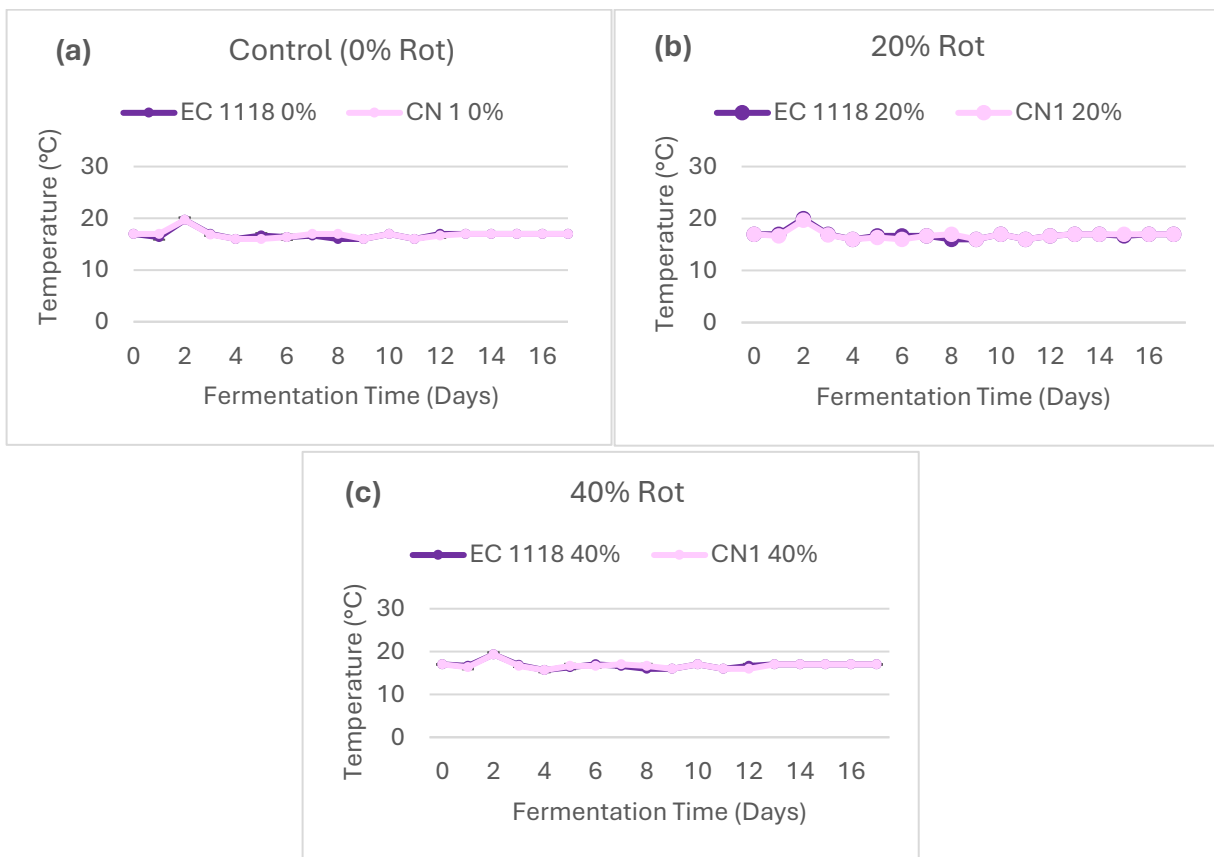 (a) Control (0% Rot)
EC 1118 0% CN 1 0%
Temperature (°C)
30
20
10
0
0 2 4 6 8 10 12 14 16
Fermentation Time (Days)
(b) 20% Rot
EC 1118 20% CN1 20%
Temperature (°C)
30
20
10
0
0 2 4 6 8 10 12 14 16
Fermentation Time (Days)
(c) 40% Rot
EC 1118 40% CN1 40%
Temperature (°C)
30
20
10
0
0 2 4 6 8 10 12 14 16
Fermentation Time (Days)